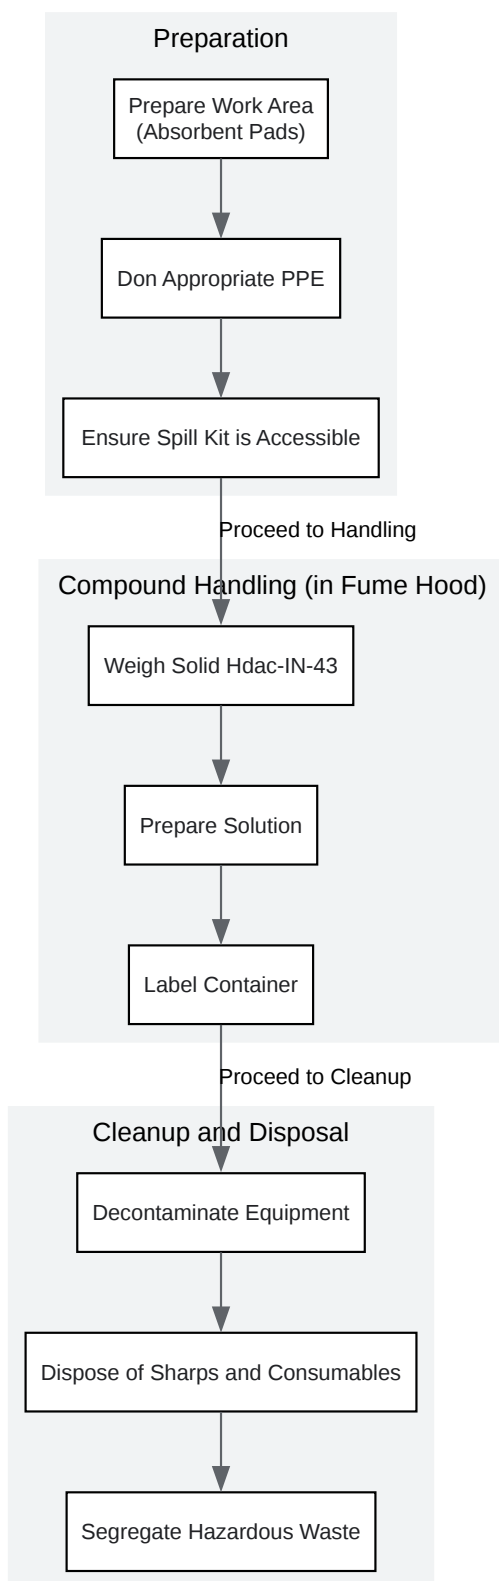 Preparation
Prepare Work Area
(Absorbent Pads)
Don Appropriate PPE
Ensure Spill Kit is Accessible
Proceed to Handling
Compound Handling (in Fume Hood)
Weigh Solid Hdac-IN-43
Prepare Solution
Label Container
Proceed to Cleanup
Cleanup and Disposal
Decontaminate Equipment
Dispose of Sharps and Consumables
Segregate Hazardous Waste